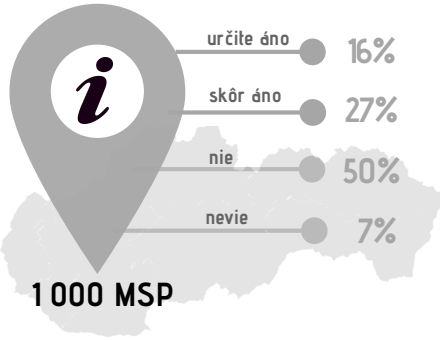 určite áno 16%
skôr áno 27%
i
nie 50%
nevie 7%
1 000 MSP